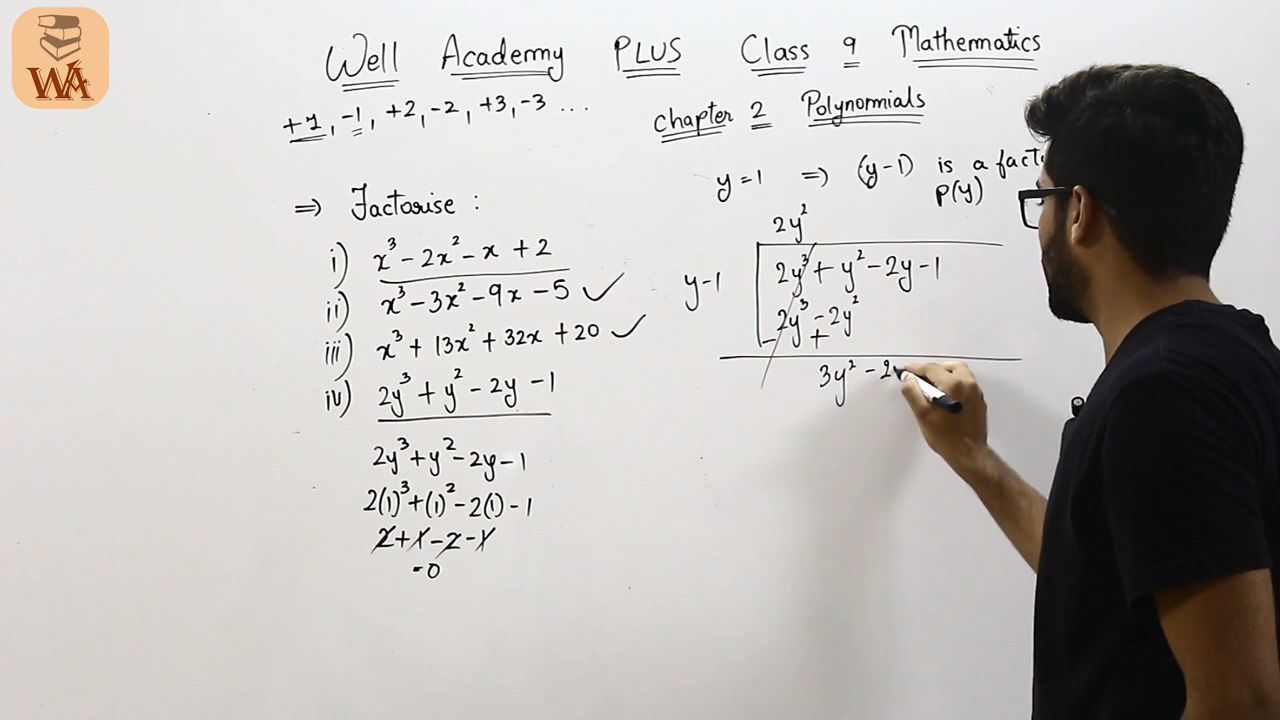 WA
Well Academy PLUS Class 9 Mathematics
+1, -1, +2, -2, +3, -3 ...
Chapter 2 Polynomials
y = 1 ⇒ (y-1) is a
p(y)
⇒ Factorise :
i) x³ - 2x² - x + 2
ii) x³ - 3x² - 9x - 5 ✓
iii) x³ + 13x² + 32x + 20 ✓
iv) 2y³ + y² - 2y - 1
2y³ + y² - 2y - 1
2(1)³ + (1)² - 2(1) - 1
2 + 1 - 2 - 1
= 0
2y²
y-1 2y³ + y² - 2y - 1
2y³ - 2y²
- +
3y² - 2